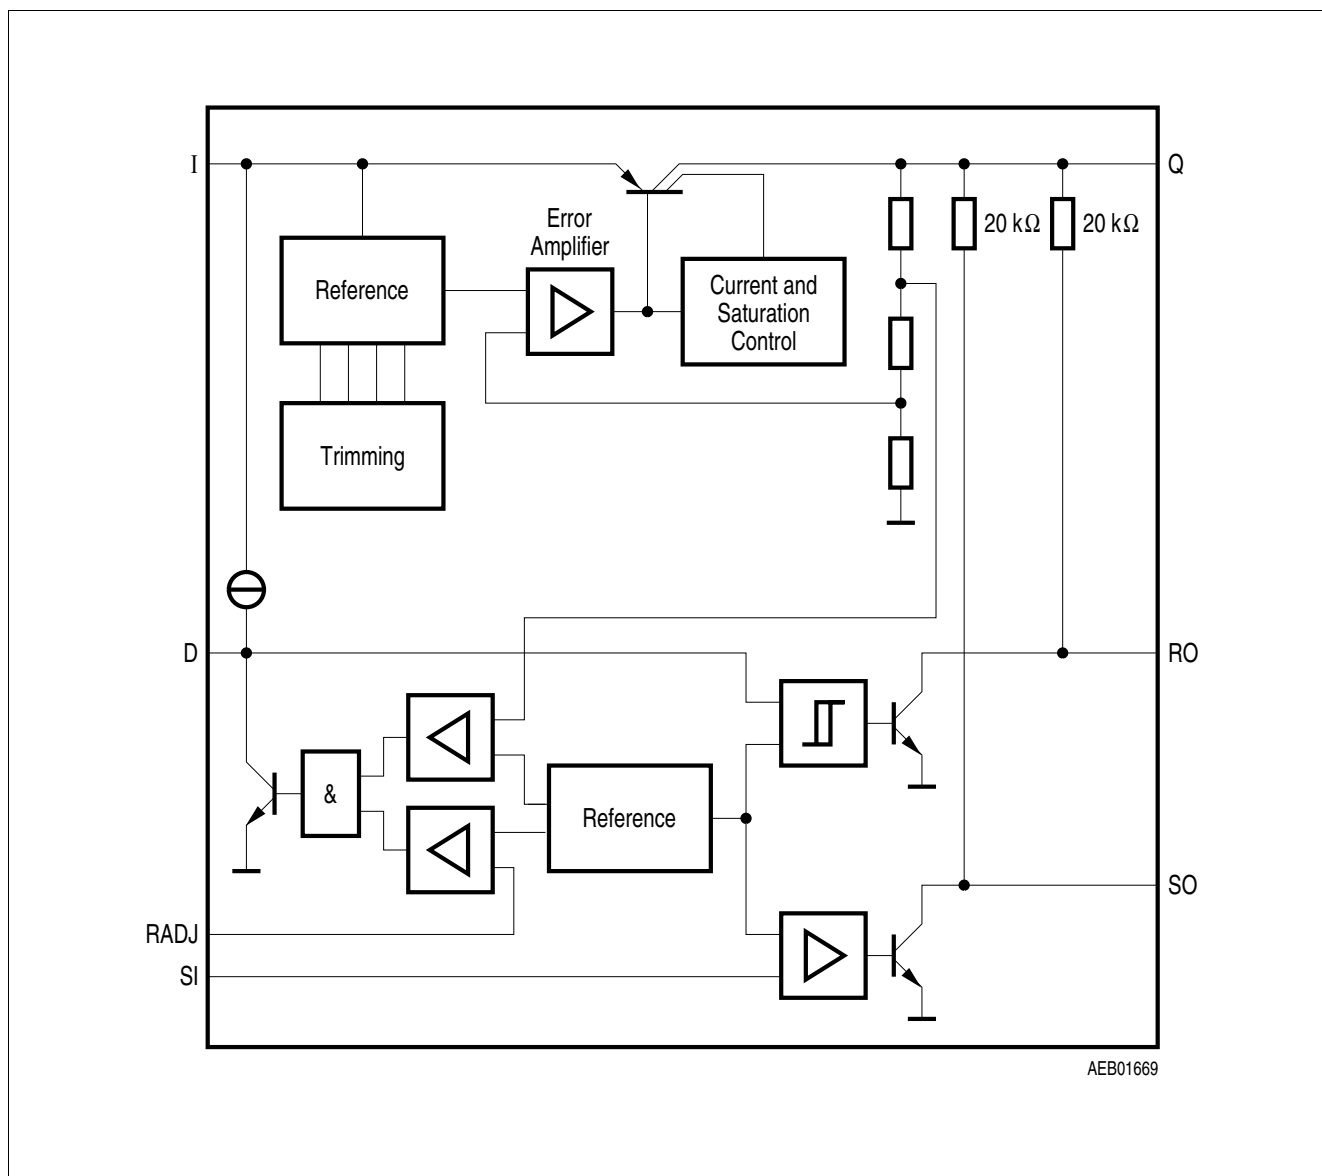 I
Q
Error
Amplifier
20 kΩ
20 kΩ
Reference
Current and
Saturation
Control
Trimming
D
RO
&
Reference
SO
RADJ
SI
AEB01669